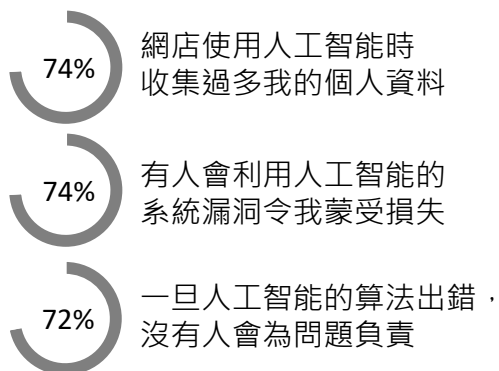 74%
網店使用人工智能時
收集過多我的個人資料
74%
有人會利用人工智能的
系統漏洞令我蒙受損失
72%
一旦人工智能的算法出錯，
沒有人會為問題負責